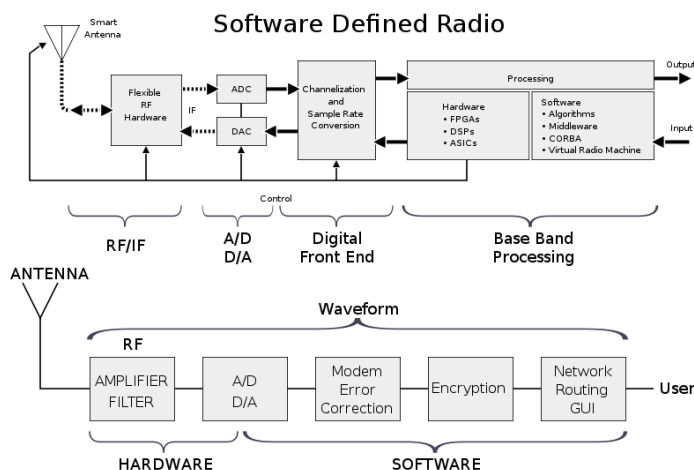 Software Defined Radio
Smart
Antenna
Flexible
RF
Hardware
IF
ADC
DAC
Channelization
and
Sample Rate
Conversion
Processing
Hardware
• FPGAs
• DSPs
• ASICs
Software
• Algorithms
• Middleware
• CORBA
• Virtual Radio Machine
Output
Input
Control
RF/IF
A/D
D/A
Digital
Front End
Base Band
Processing
ANTENNA
Waveform
RF
AMPLIFIER
FILTER
A/D
D/A
Modem
Error
Correction
Encryption
Network
Routing
GUI
User
HARDWARE
SOFTWARE